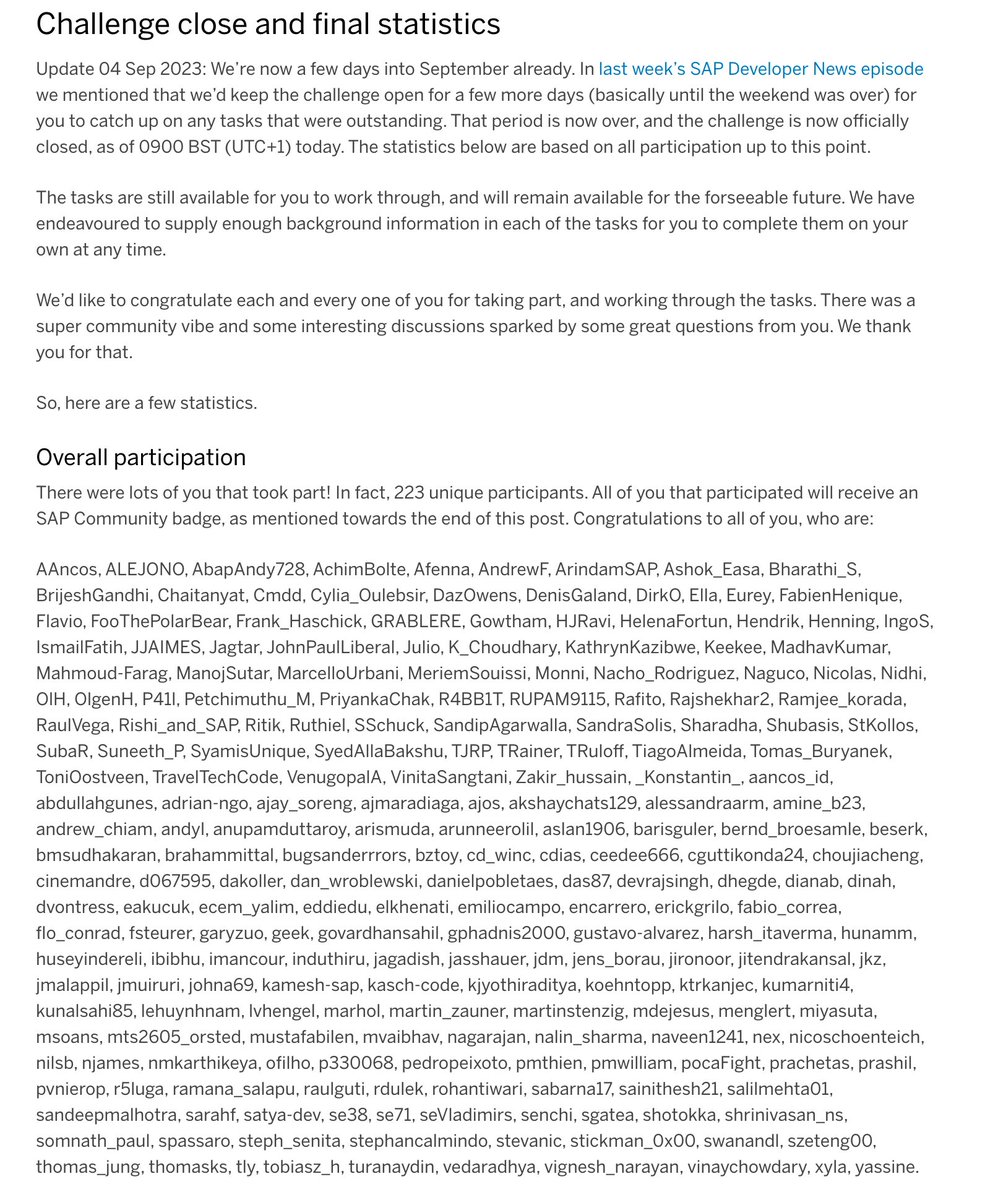 Challenge close and final statistics
Update 04 Sep 2023: We’re now a few days into September already. In last week’s SAP Developer News episode
we mentioned that we’d keep the challenge open for a few more days (basically until the weekend was over) for
you to catch up on any tasks that were outstanding. That period is now over, and the challenge is now officially
closed, as of 0900 BST (UTC+1) today. The statistics below are based on all participation up to this point.
The tasks are still available for you to work through, and will remain available for the forseeable future. We have
endeavoured to supply enough background information in each of the tasks for you to complete them on your
own at any time.
We’d like to congratulate each and every one of you for taking part, and working through the tasks. There was a
super community vibe and some interesting discussions sparked by some great questions from you. We thank
you for that.
So, here are a few statistics.
Overall participation
There were lots of you that took part! In fact, 223 unique participants. All of you that participated will receive an
SAP Community badge, as mentioned towards the end of this post. Congratulations to all of you, who are:
AAncos, ALEJONO, AbapAndy728, AchimBolte, Afenna, AndrewF, ArindamSAP, Ashok_Easa, Bharathi_S,
BrijeshGandhi, Chaitanyat, Cmdd, Cylia_Oulebsir, DazOwens, DenisGaland, DirkO, Ella, Eurey, FabienHenique,
Flavio, FooThePolarBear, Frank_Haschick, GRABLERE, Gowtham, HJRavi, HelenaFortun, Hendrik, Henning, IngoS,
IsmailFatih, JJAIMES, Jagtar, JohnPaulLiberal, Julio, K_Choudhary, KathrynKazibwe, Keekee, MadhavKumar,
Mahmoud-Farag, ManojSutar, MarcelloUrbani, MeriemSouissi, Monni, Nacho_Rodriguez, Naguco, Nicolas, Nidhi,
OlH, OlgenH, P41I, Petchimuthu_M, PriyankaChak, R4BB1T, RUPAM9115, Rafito, Rajshekhar2, Ramjee_korada,
RaulVega, Rishi_and_SAP, Ritik, Ruthiel, SSchuck, SandipAgarwalla, SandraSolis, Sharadha, Shubasis, StKollos,
SubaR, Suneeth_P, SyamisUnique, SyedAllaBakshu, TJRP, TRainer, TRuloff, TiagoAlmeida, Tomas_Buryanek,
ToniOostveen, TravelTechCode, VenugopalA, VinitaSangtani, Zakir_hussain, _Konstantin_, aancos_id,
abdullahgunes, adrian-ngo, ajay_soreng, ajmaradiaga, ajos, akshaychats129, alessandraarm, amine_b23,
andrew_chiam, andyl, anupamduttaroy, arismuda, arunneerolil, aslan1906, barisguler, bernd_broesamle, beserk,
bmsudhakaran, brahammittal, bugsanderrrors, bztoy, cd_winc, cdias, ceedee666, cguttikonda24, choujiacheng,
cinemandre, d067595, dakoller, dan_wroblewski, danielpobletaes, das87, devrajsingh, dhegde, dianab, dinah,
dvontress, eakucuk, ecem_yalim, eddiedu, elkhenati, emiliocampo, encarrero, erickgrilo, fabio_correa,
flo_conrad, fsteurer, garyzuo, geek, govardhansahil, gphadnis2000, gustavo-alvarez, harsh_itaverma, hunamm,
huseyindereli, ibibhu, imancour, induthiru, jagadish, jasshauer, jdm, jens_borau, jironoor, jitendrakansal, jkz,
jmalappil, jmuiruri, johna69, kamesh-sap, kasch-code, kjyothiraditya, koehntopp, ktrkanjec, kumarniti4,
kunalsahi85, lehuynhnam, lvhengel, marhol, martin_zauner, martinstenzig, mdejesus, menglert, miyasuta,
msoans, mts2605_orsted, mustafabilen, mvaibhav, nagarajan, nalin_sharma, naveen1241, nex, nicoschoenteich,
nilsb, njames, nmkarthikeya, ofilho, p330068, pedropeixoto, pmthien, pmwilliam, pocaFight, prachetas, prashil,
pvnierop, r5luga, ramana_salapu, raulguti, rdulek, rohantiwari, sabarna17, sainithesh21, salilmehta01,
sandeepmalhotra, sarahf, satya-dev, se38, se71, seVladimirs, senchi, sgatea, shotokka, shrinivasan_ns,
somnath_paul, spassaro, steph_senita, stephancalmindo, stevanic, stickman_0x00, swanandl, szeteng00,
thomas_jung, thomasks, tly, tobiasz_h, turanaydin, vedaradhya, vignesh_narayan, vinaychowdary, xyla, yassine.